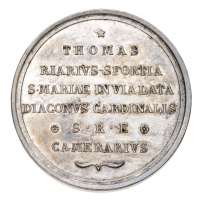 THOMAS
RIARIVS·SFORTIA
S·MARIAE IN VIA LATA
DIACONVS CARDINALIS
S·R·E
CAMERARIVS